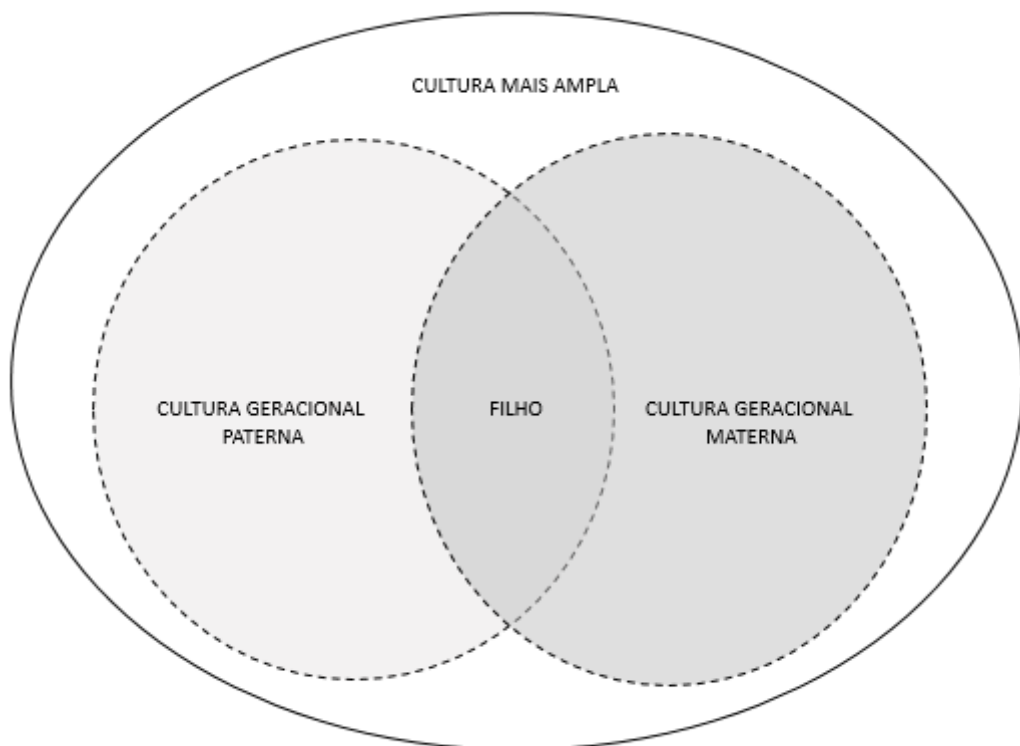 CULTURA MAIS AMPLA
CULTURA GERACIONAL
PATERNA
FILHO
CULTURA GERACIONAL
MATERNA